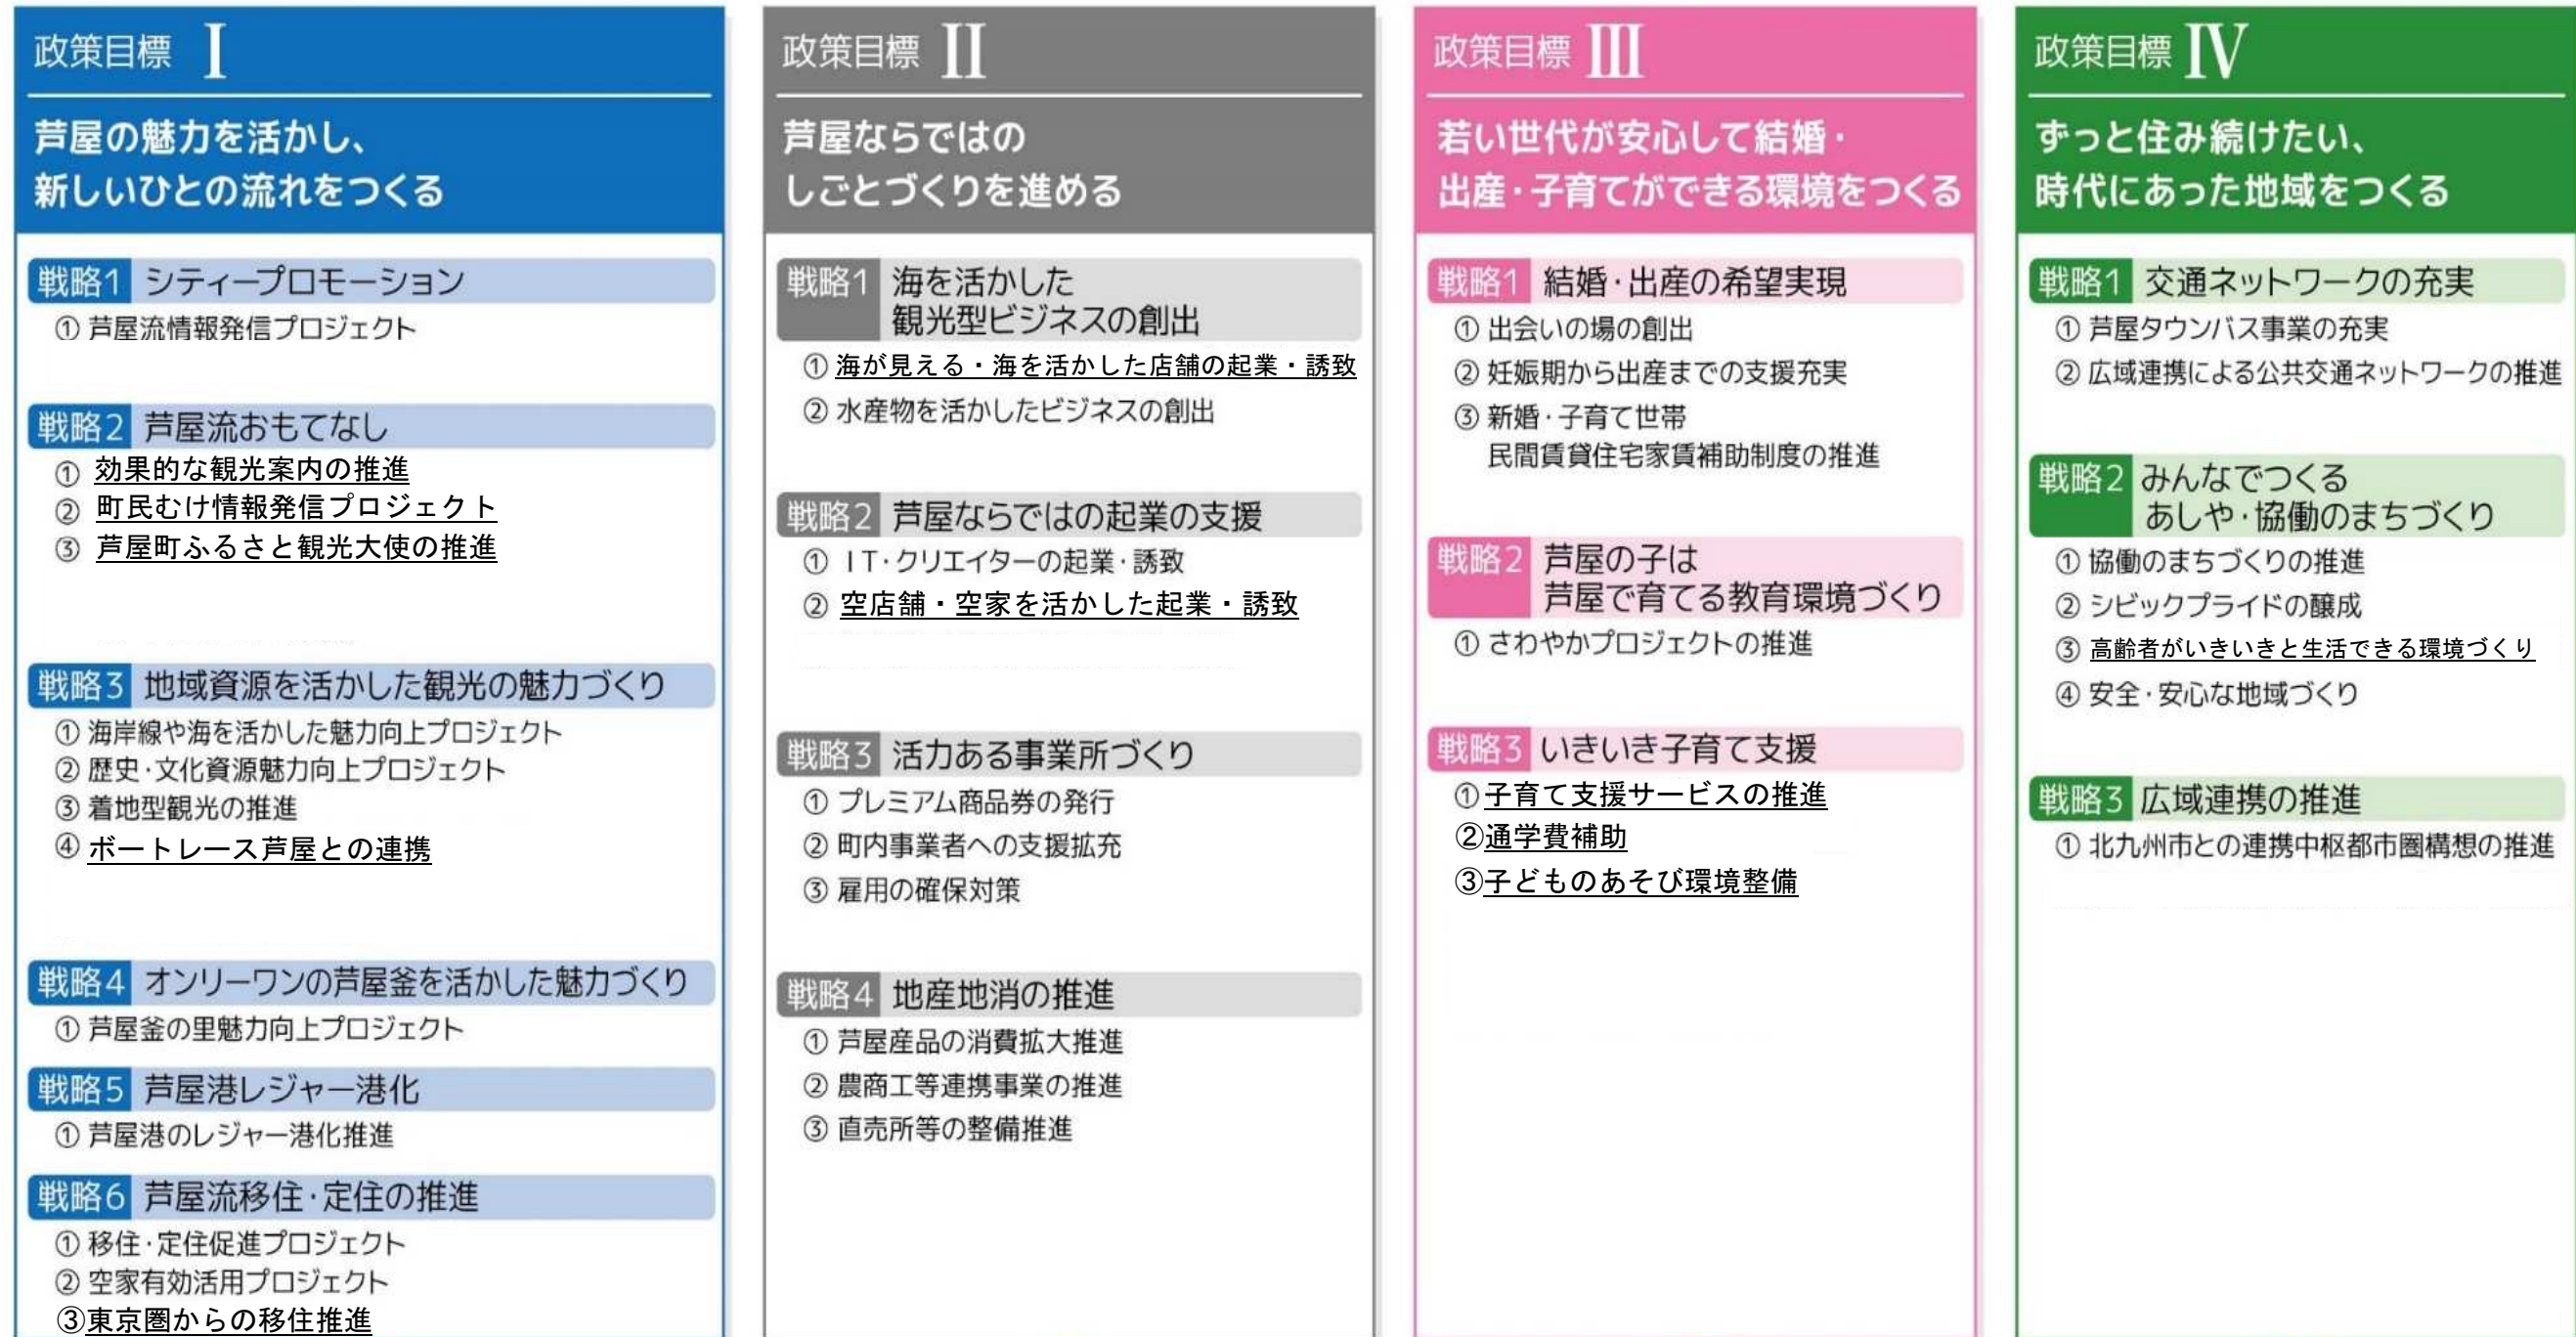 政策目標 Ⅰ
芦屋の魅力を活かし、
新しいひとの流れをつくる
戦略1 シティープロモーション
① 芦屋流情報発信プロジェクト
戦略2 芦屋流おもてなし
① 効果的な観光案内の推進
② 町民むけ情報発信プロジェクト
③ 芦屋町ふるさと観光大使の推進
戦略3 地域資源を活かした観光の魅力づくり
① 海岸線や海を活かした魅力向上プロジェクト
② 歴史・文化資源魅力向上プロジェクト
③ 着地型観光の推進
④ ボートレース芦屋との連携
戦略4 オンリーワンの芦屋釜を活かした魅力づくり
① 芦屋釜の里魅力向上プロジェクト
戦略5 芦屋港レジャー港化
① 芦屋港のレジャー港化推進
戦略6 芦屋流移住・定住の推進
① 移住・定住促進プロジェクト
② 空家有効活用プロジェクト
③東京圏からの移住推進
政策目標 Ⅱ
芦屋ならではの
しごとづくりを進める
戦略1 海を活かした
観光型ビジネスの創出
① 海が見える・海を活かした店舗の起業・誘致
② 水産物を活かしたビジネスの創出
戦略2 芦屋ならではの起業の支援
① IT・クリエイターの起業・誘致
② 空店舗・空家を活かした起業・誘致
戦略3 活力ある事業所づくり
① プレミアム商品券の発行
② 町内事業者への支援拡充
③ 雇用の確保対策
戦略4 地産地消の推進
① 芦屋産品の消費拡大推進
② 農商工等連携事業の推進
③ 直売所等の整備推進
政策目標 Ⅲ
若い世代が安心して結婚・
出産・子育てができる環境をつくる
戦略1 結婚・出産の希望実現
① 出会いの場の創出
② 妊娠期から出産までの支援充実
③ 新婚・子育て世帯
民間賃貸住宅家賃補助制度の推進
戦略2 芦屋の子は
芦屋で育てる教育環境づくり
① さわやかプロジェクトの推進
戦略3 いきいき子育て支援
① 子育て支援サービスの推進
②通学費補助
③子どものあそび環境整備
政策目標 Ⅳ
ずっと住み続けたい、
時代にあった地域をつくる
戦略1 交通ネットワークの充実
① 芦屋タウンバス事業の充実
② 広域連携による公共交通ネットワークの推進
戦略2 みんなでつくる
あしや・協働のまちづくり
① 協働のまちづくりの推進
② シビックプライドの醸成
③ 高齢者がいきいきと生活できる環境づくり
④ 安全・安心な地域づくり
戦略3 広域連携の推進
① 北九州市との連携中枢都市圏構想の推進